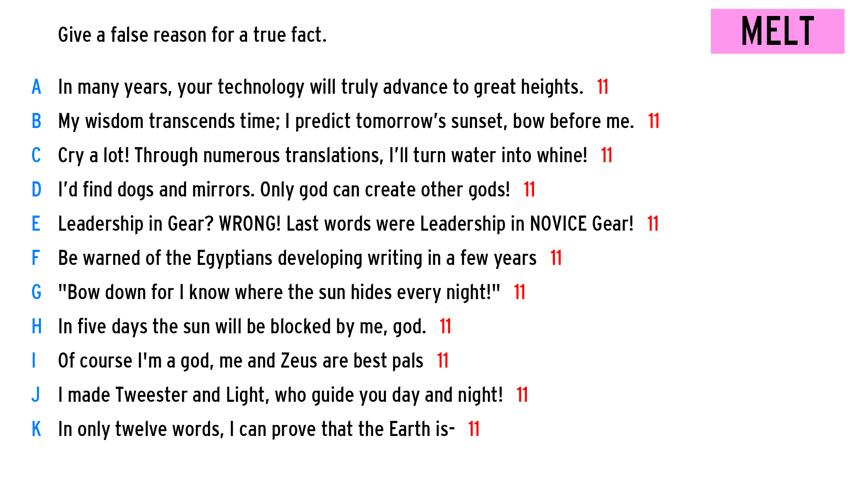 Give a false reason for a true fact.
MELT
A In many years, your technology will truly advance to great heights. 11
B My wisdom transcends time; I predict tomorrow's sunset, bow before me. 11
C Cry a lot! Through numerous translations, I'll turn water into whine! 11
D I'd find dogs and mirrors. Only god can create other gods! 11
E Leadership in Gear? WRONG! Last words were Leadership in NOVICE Gear! 11
F Be warned of the Egyptians developing writing in a few years 11
G "Bow down for I know where the sun hides every night!" 11
H In five days the sun will be blocked by me, god. 11
I Of course I'm a god, me and Zeus are best pals 11
J I made Tweester and Light, who guide you day and night! 11
K In only twelve words, I can prove that the Earth is- 11